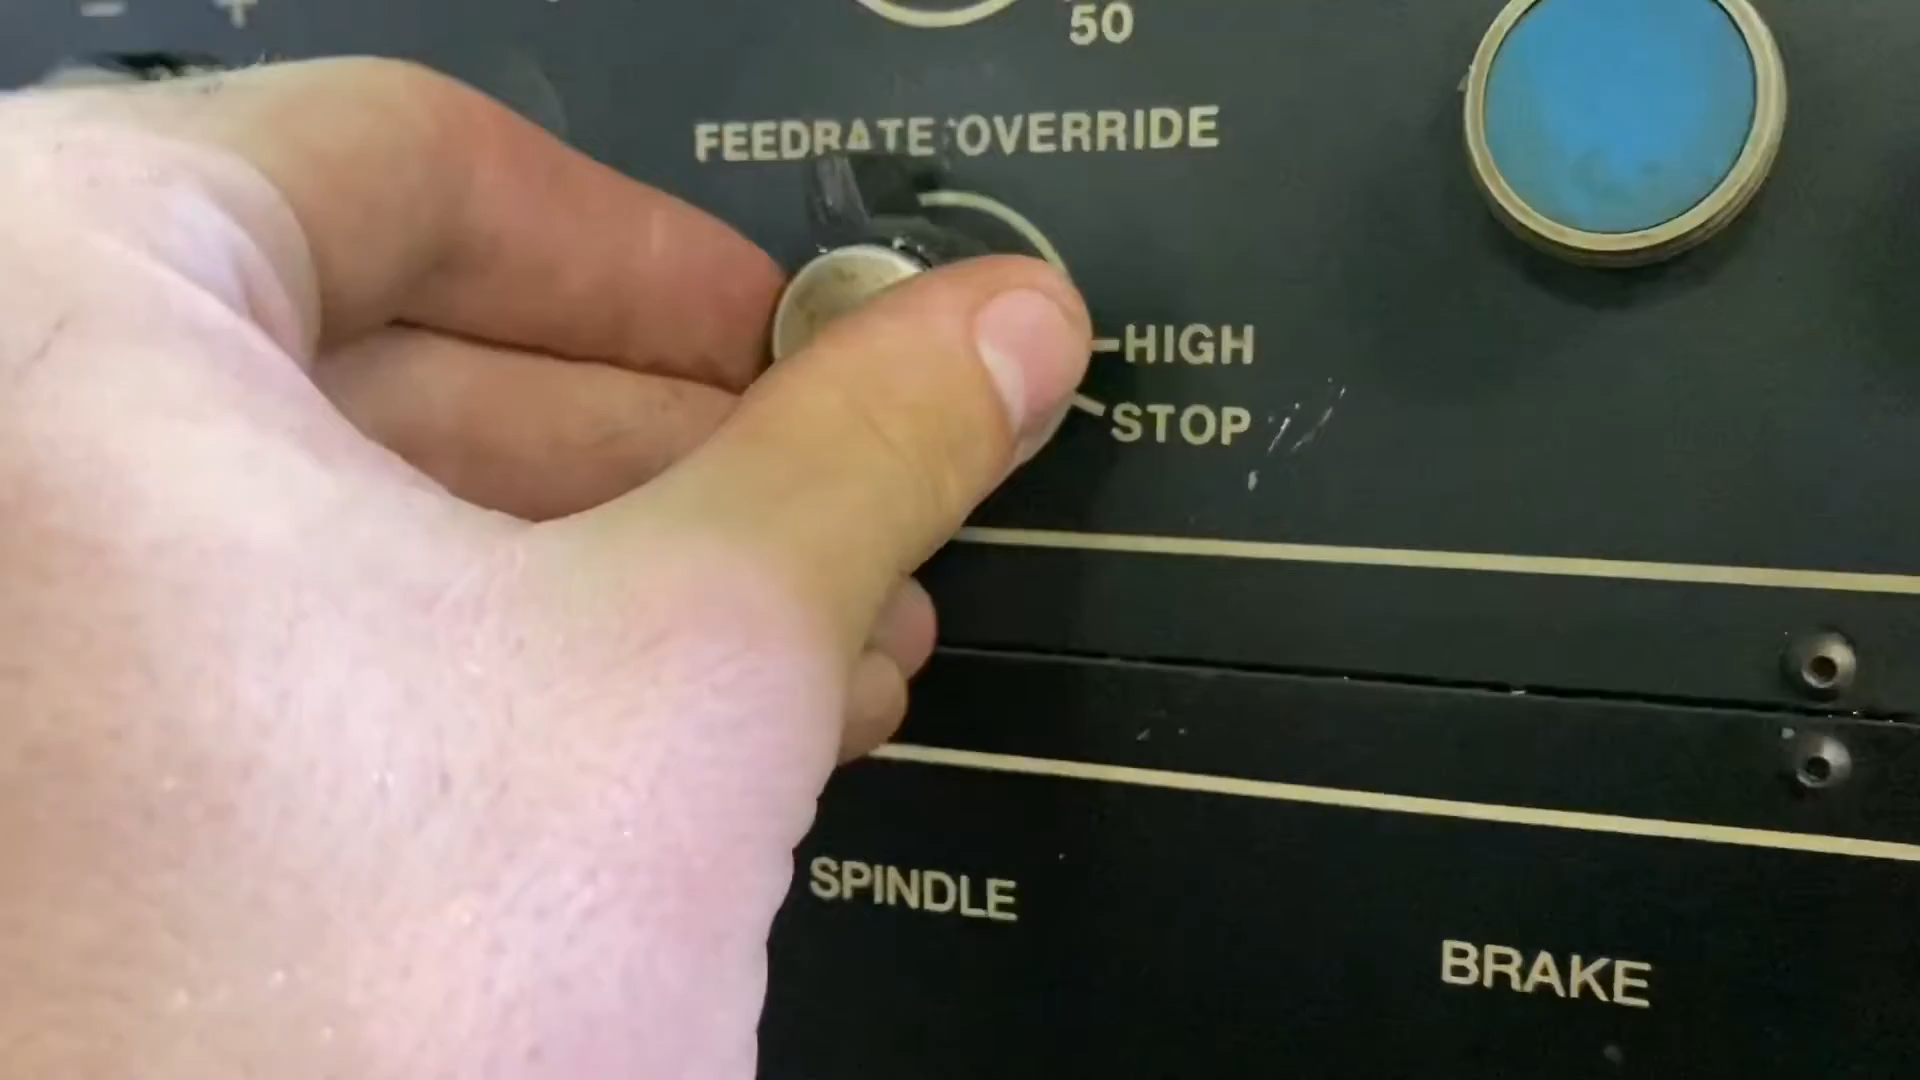 - +
50
FEEDRATE OVERRIDE
HIGH
STOP
SPINDLE
BRAKE